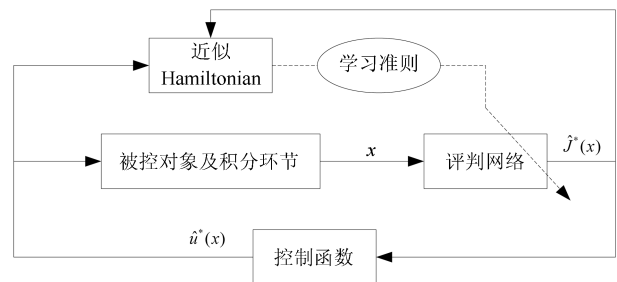 近似
Hamiltonian
学习准则
被控对象及积分环节
x
评判网络
Ĵ*(x)
û*(x)
控制函数